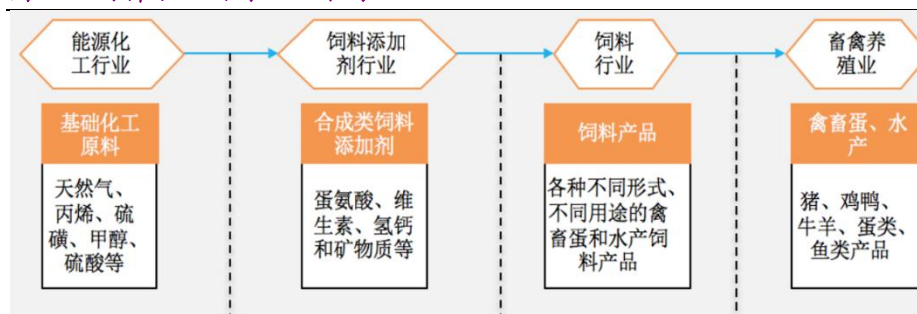 能源化
工行业
饲料添加
剂行业
饲料
行业
畜禽养
殖业
基础化工
原料
合成类饲料
添加剂
饲料产品
禽畜蛋、水
产
天然气、
丙烯、硫
磺、甲醇、
硫酸等
蛋氨酸、维
生素、氢钙
和矿物质等
各种不同形式、
不同用途的禽
畜蛋和水产饲
料产品
猪、鸡鸭、
牛羊、蛋类、
鱼类产品